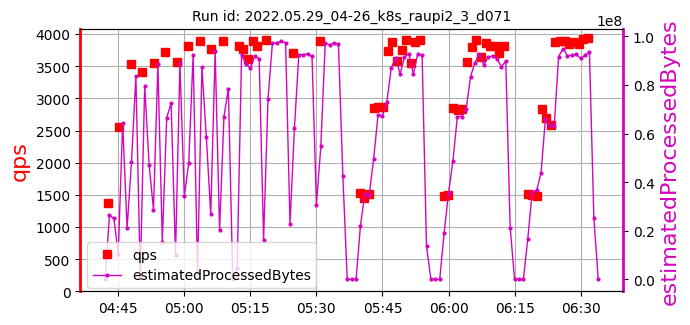 Run id: 2022.05.29_04-26_k8s_raupi2_3_d071
1e8
4000
3500
3000
2500
2000
1500
1000
500
0
qps
1.0
0.8
0.6
0.4
0.2
0.0
estimatedProcessedBytes
qps
estimatedProcessedBytes
04:45 05:00 05:15 05:30 05:45 06:00 06:15 06:30